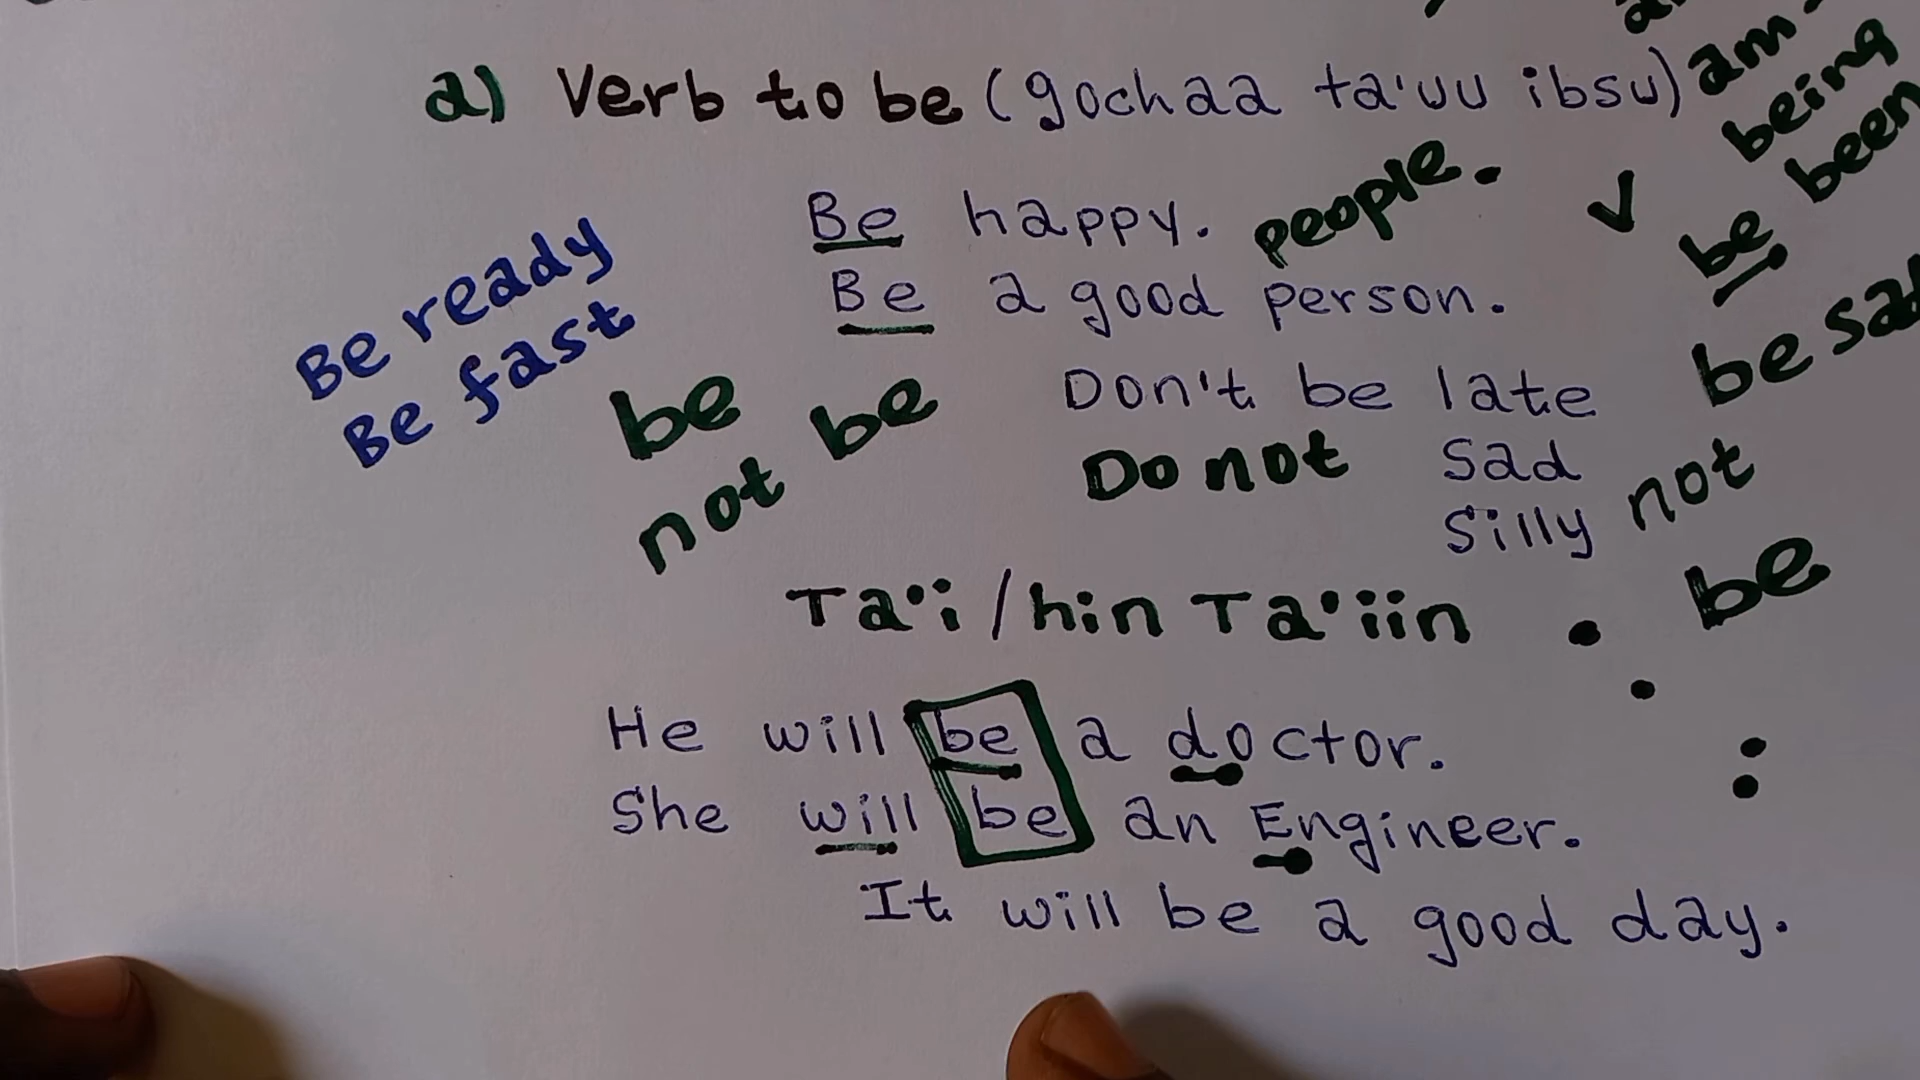 a) Verb to be (gochaa ta'uu ibsu)
am
being
been
Be happy. people.
be
Be a good person.
be sad
Be ready
Be fast
be
not be
Don't be late
Do not sad
silly not
be
Ta'i/hin Ta'iin
He will be a doctor.
She will be an Engineer.
It will be a good day.